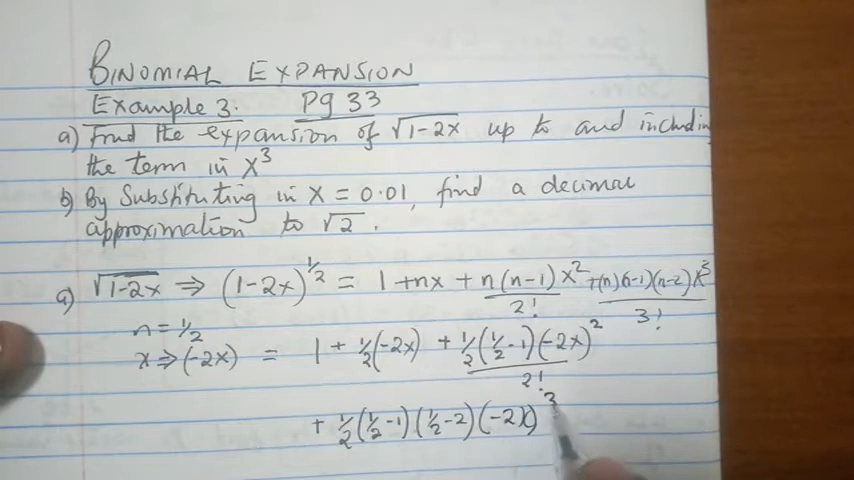 BINOMIAL EXPANSION
Example 3. Pg 33
a) Find the expansion of √1-2x up to and including
the term in x³
b) By Substituting in x = 0.01, find a decimal
approximation to √2.
a) √1-2x ⇒ (1-2x)^½ = 1 + nx + n(n-1)x²/2! + (n)(n-1)(n-2)x³/3!
n = ½
x ⇒ (-2x) = 1 + ½(-2x) + ½(½-1)(-2x)²/2!
+ ½(½-1)(½-2)(-2x)³